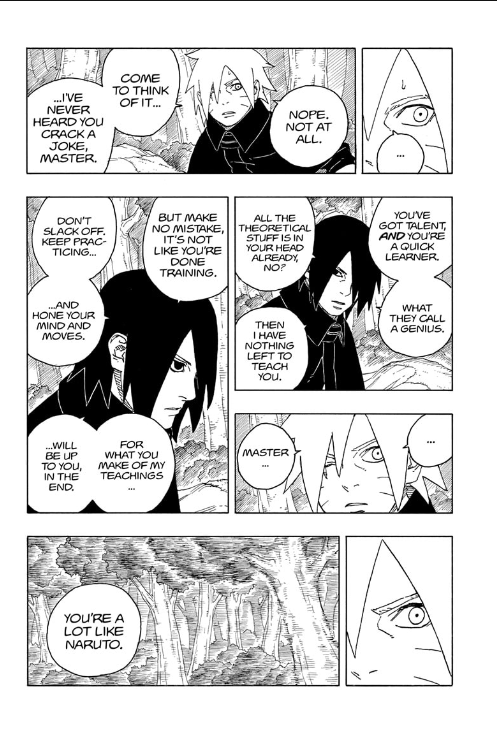 ...
NOPE.
NOT AT
ALL.
COME
TO THINK
OF IT...
...I'VE
NEVER
HEARD YOU
CRACK A
JOKE,
MASTER.
YOU'VE
GOT TALENT,
AND YOU'RE
A QUICK
LEARNER.
WHAT
THEY CALL
A GENIUS.
ALL THE
THEORETICAL
STUFF IS IN
YOUR HEAD
ALREADY,
NO?
THEN
I HAVE
NOTHING
LEFT TO
TEACH
YOU.
BUT MAKE
NO MISTAKE,
IT'S NOT
LIKE YOU'RE
DONE
TRAINING.
DON'T
SLACK OFF.
KEEP PRAC-
TICING...
...AND
HONE YOUR
MIND AND
MOVES.
FOR
WHAT YOU
MAKE OF MY
TEACHINGS
...
...WILL
BE UP
TO YOU,
IN THE
END.
...
MASTER
...
YOU'RE A
LOT LIKE
NARUTO.